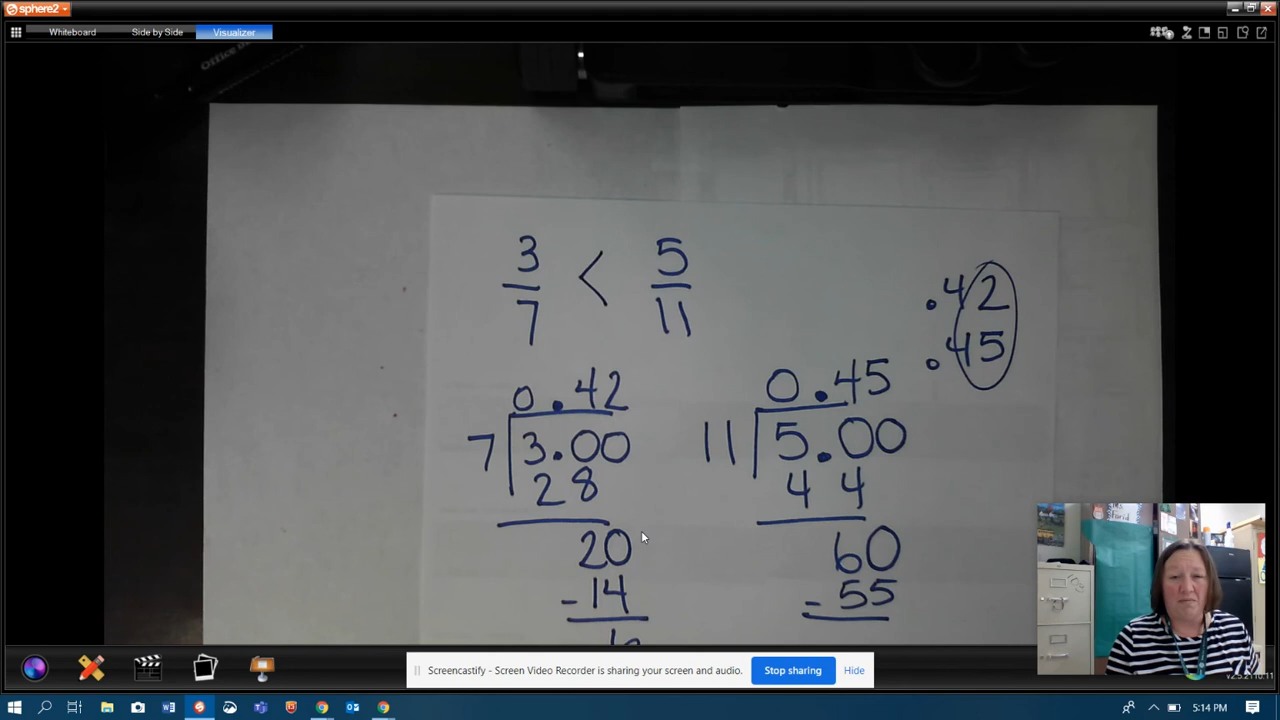 sphere2
Whiteboard Side by Side Visualizer
3/7 < 5/11
.42
.45
0.42
7 3.00
28
20
-14
6
0.45
11 5.00
44
60
-55
Screencastify - Screen Video Recorder is sharing your screen and audio. Stop sharing Hide
5:14 PM